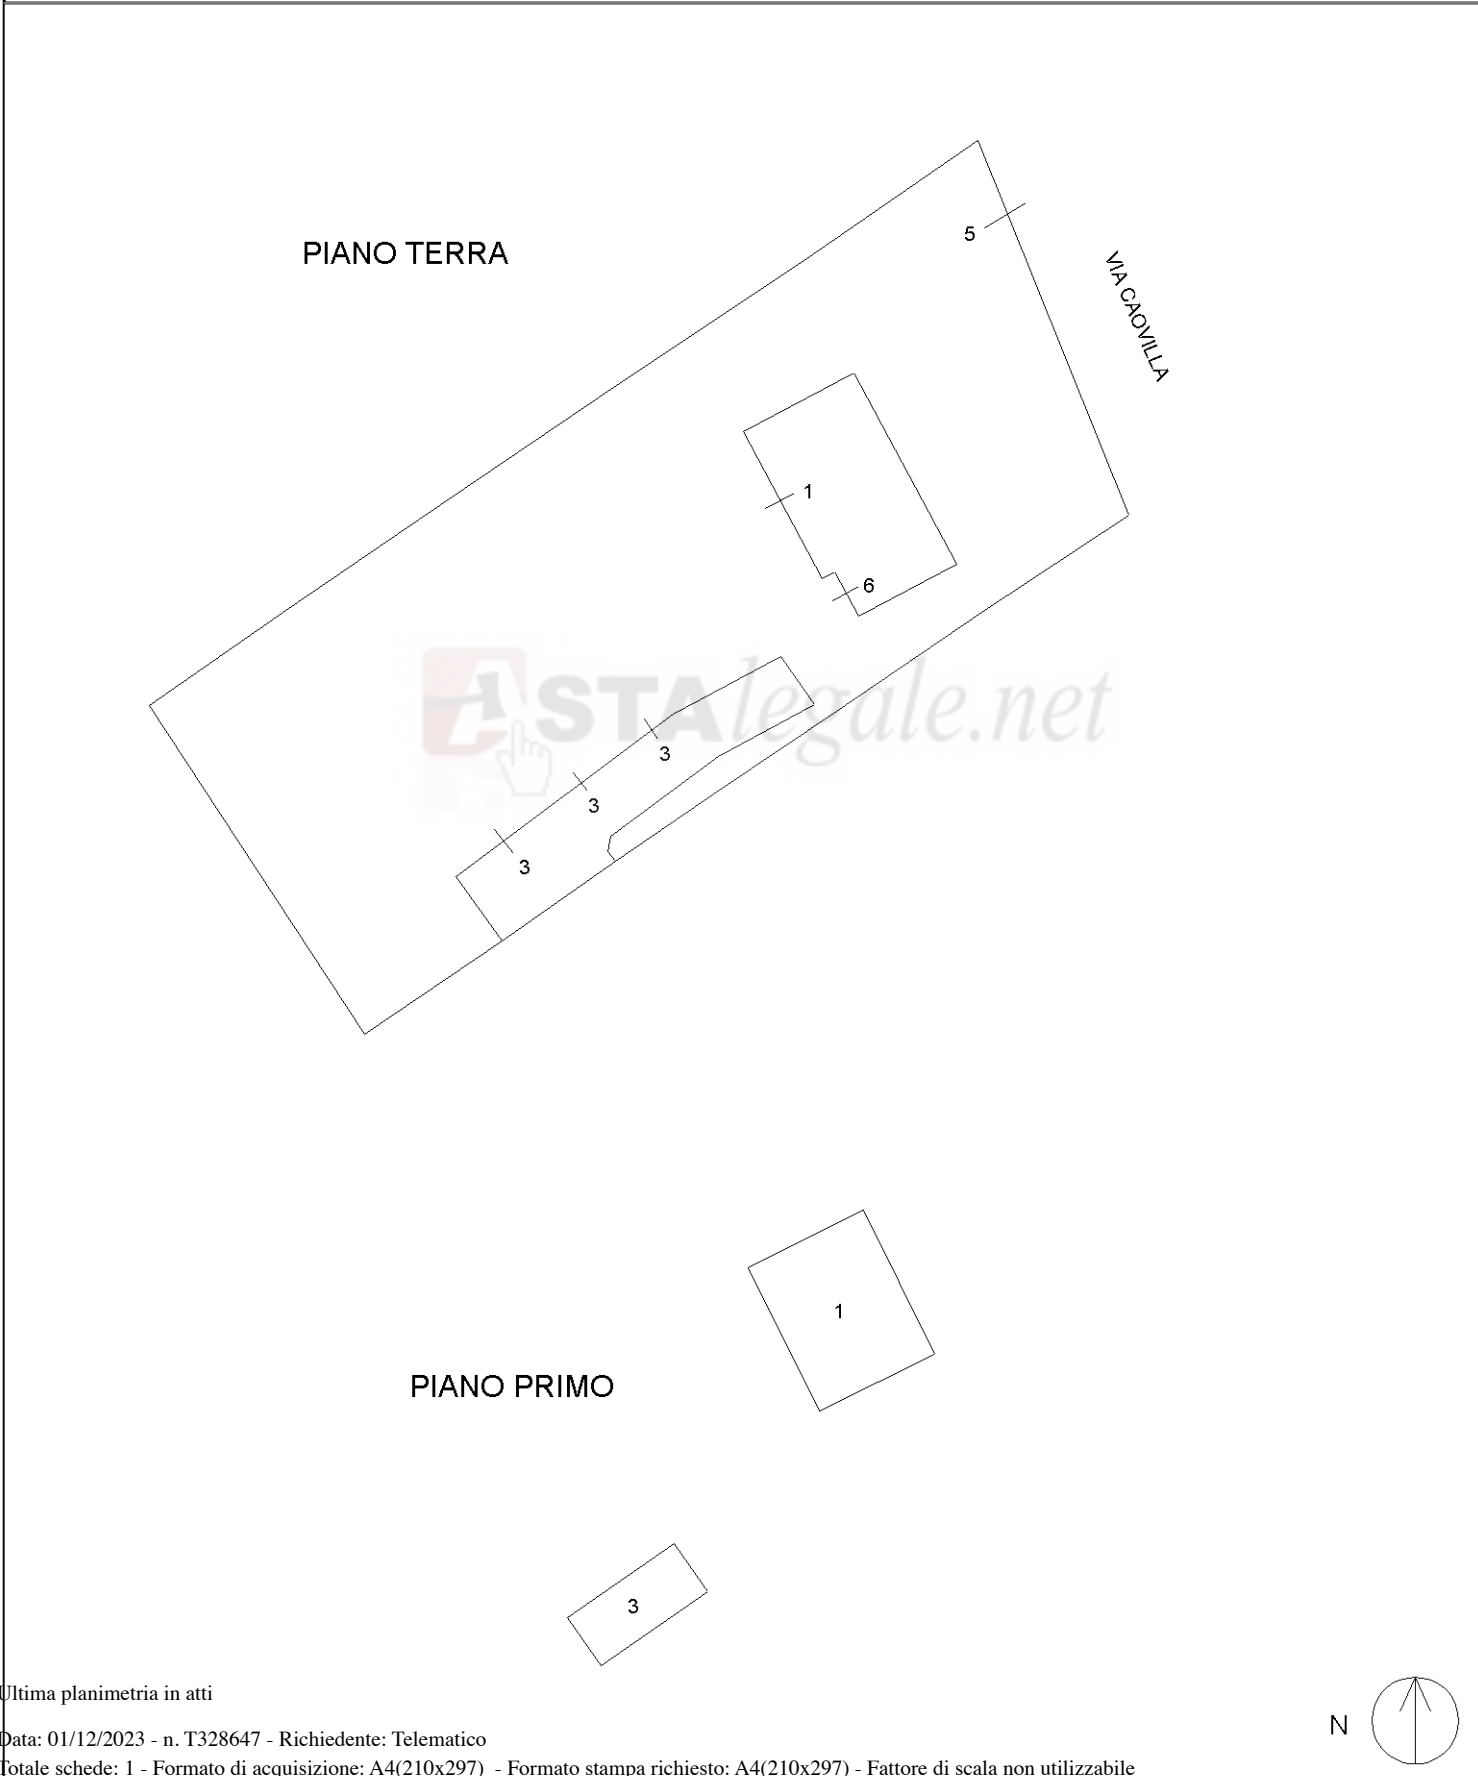 PIANO TERRA
5
VIA CAOVILLA
1
6
ASTAlegale.net
3
3
3
1
PIANO PRIMO
3
Ultima planimetria in atti
N
Data: 01/12/2023 - n. T328647 - Richiedente: Telematico
Totale schede: 1 - Formato di acquisizione: A4(210x297) - Formato stampa richiesto: A4(210x297) - Fattore di scala non utilizzabile